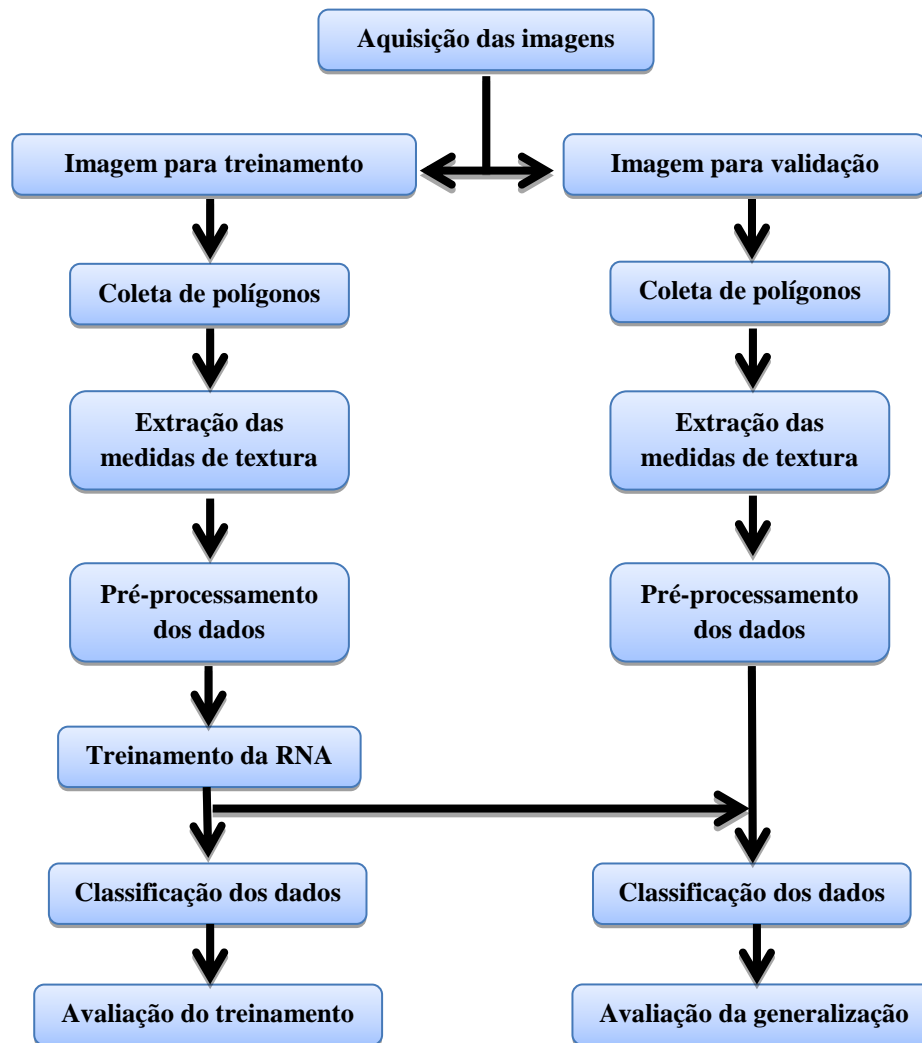 Aquisição das imagens
Imagem para treinamento
Imagem para validação
Coleta de polígonos
Coleta de polígonos
Extração das
medidas de textura
Extração das
medidas de textura
Pré-processamento
dos dados
Pré-processamento
dos dados
Treinamento da RNA
Classificação dos dados
Classificação dos dados
Avaliação do treinamento
Avaliação da generalização